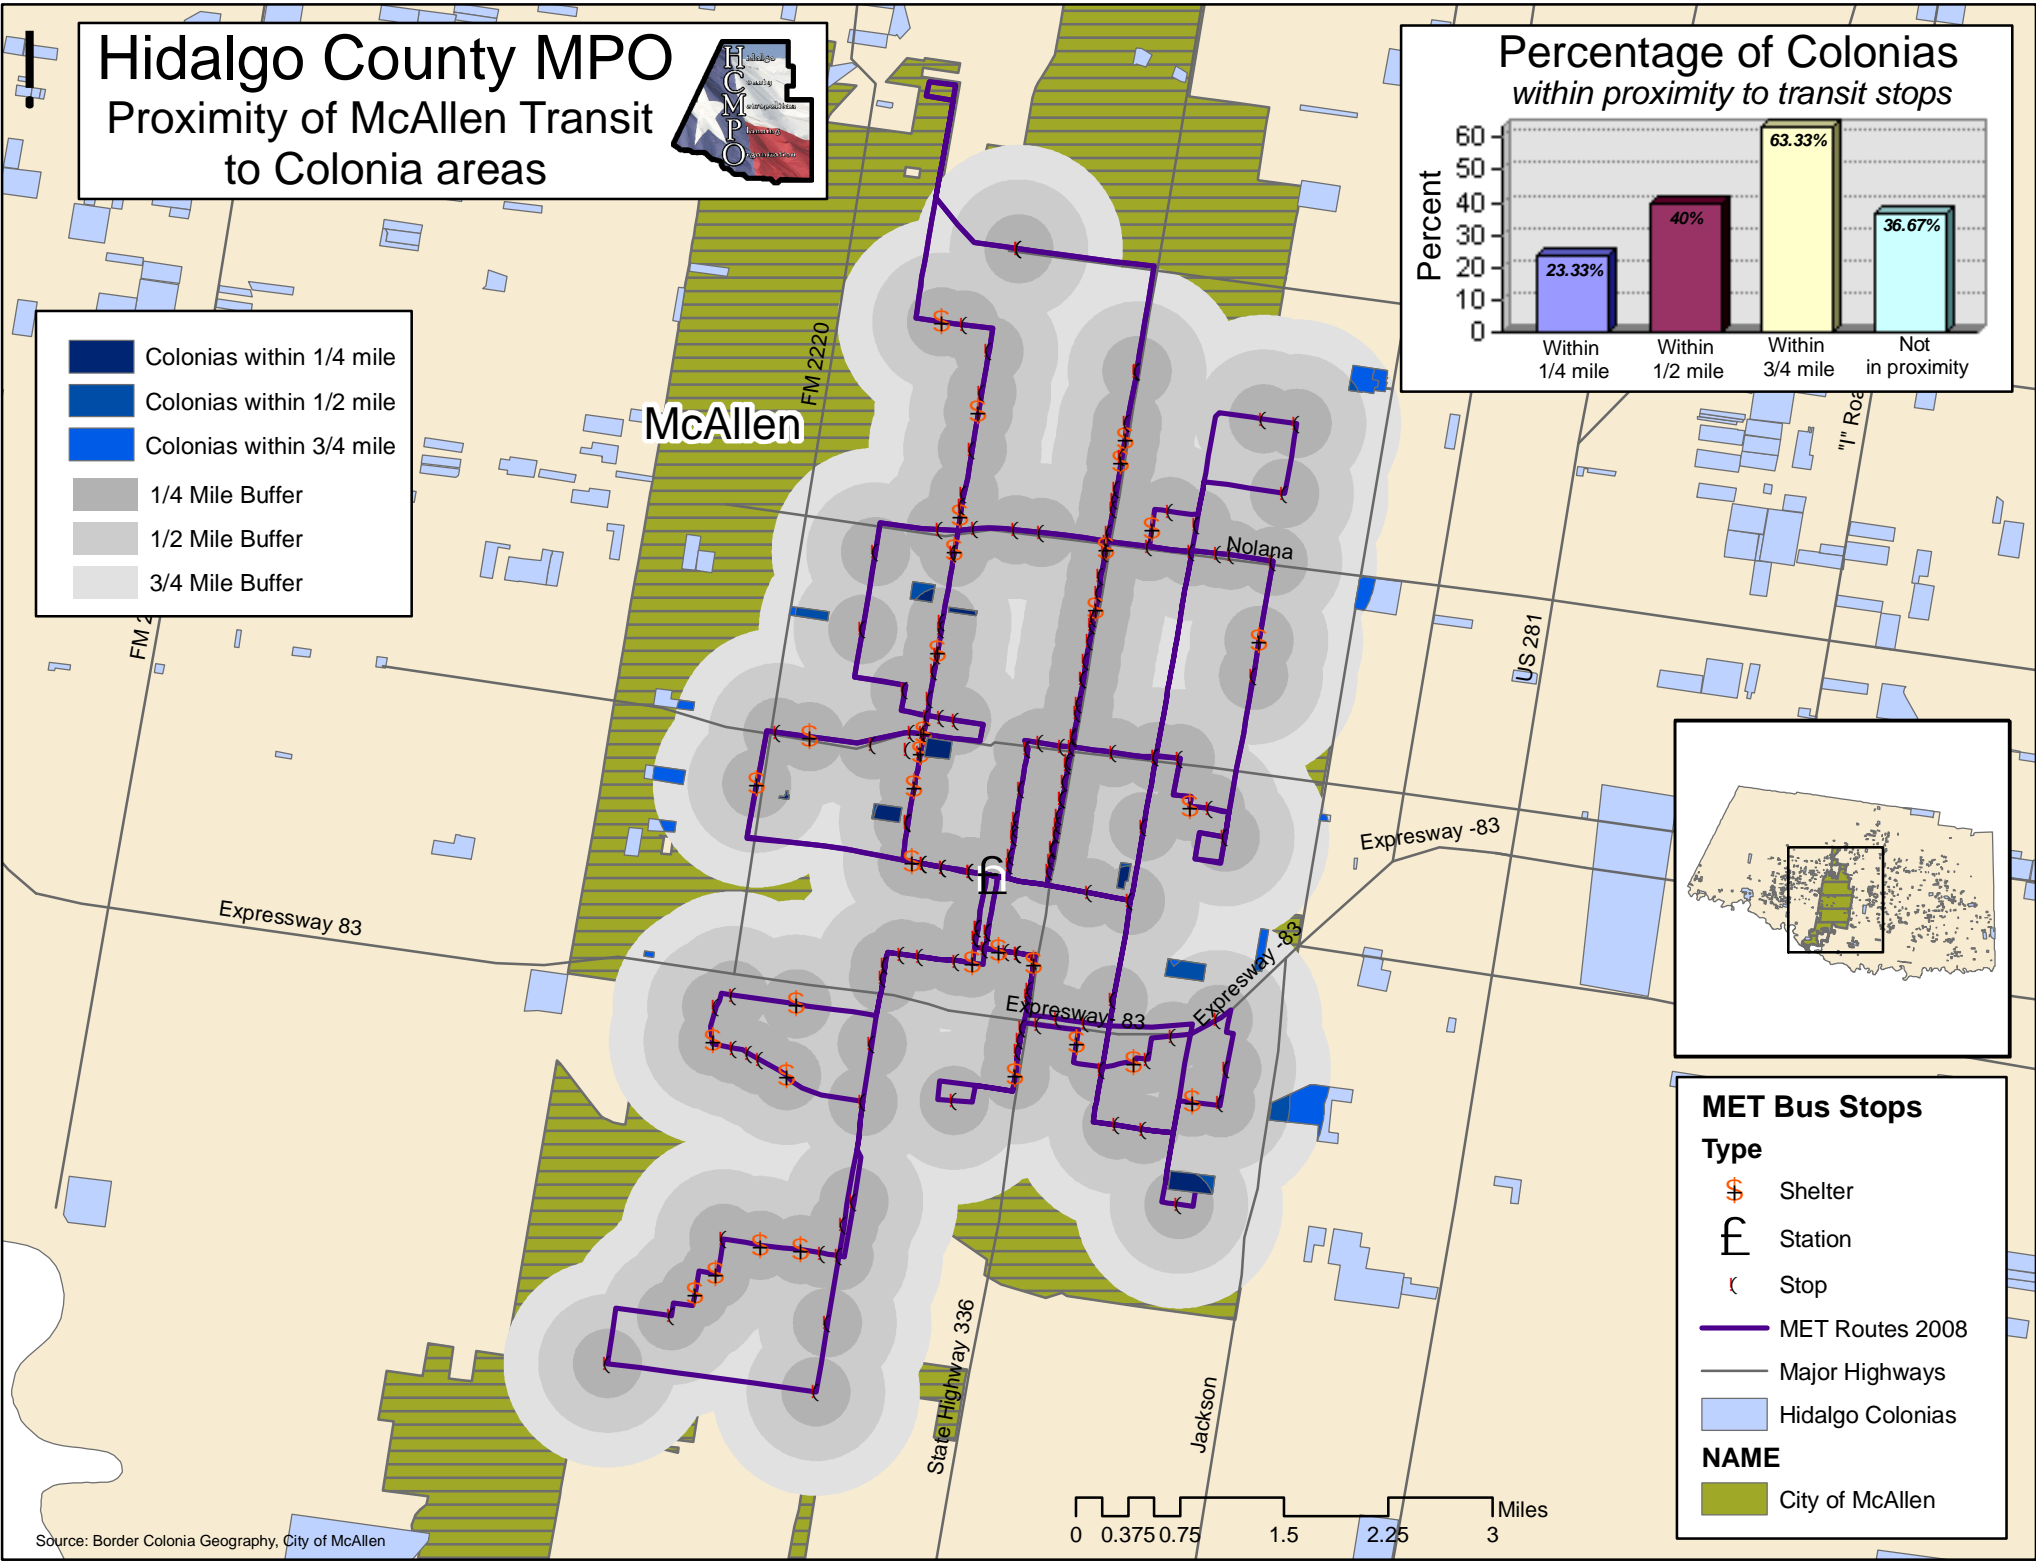 Hidalgo County MPO
Proximity of McAllen Transit
to Colonia areas
H
C
M
P
O
Percentage of Colonias
within proximity to transit stops
Percent
60
50
40
30
20
10
0
23.33%
40%
63.33%
36.67%
Within
1/4 mile
Within
1/2 mile
Within
3/4 mile
Not
in proximity
Colonias within 1/4 mile
Colonias within 1/2 mile
Colonias within 3/4 mile
1/4 Mile Buffer
1/2 Mile Buffer
3/4 Mile Buffer
McAllen
FM 2220
FM 2
"I" Roa
Nolana
US 281
Expresway -83
Expressway 83
Expressway -83
Expressway- 83
State Highway 336
Jackson
MET Bus Stops
Type
Shelter
£ Station
Stop
MET Routes 2008
Major Highways
Hidalgo Colonias
NAME
City of McAllen
Miles
0 0.375 0.75 1.5 2.25 3
Source: Border Colonia Geography, City of McAllen